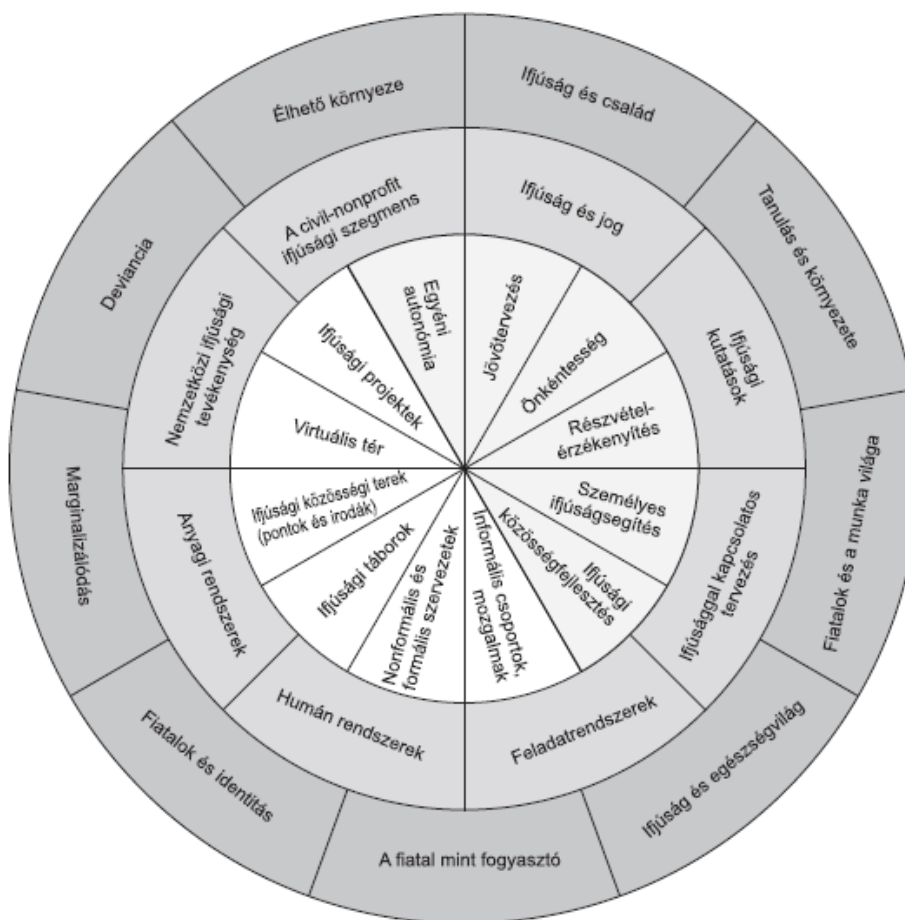 Ifjúság és család
Tanulás és környezete
Fiatalok és a munka világa
Ifjúság és egészségvilág
A fiatal mint fogyasztó
Fiatalok és identitás
Marginalizálódás
Deviancia
Élhető környeze
Ifjúság és jog
Ifjúsági
kutatások
Ifjúsággal kapcsolatos
tervezés
Feladatrendszerek
Humán rendszerek
Anyagi rendszerek
Nemzetközi ifjúsági
tevékenység
A civil-nonprofit
ifjúsági szegmens
Jövőtervezés
Önkéntesség
Részvétel-
érzékenyítés
Személyes
ifjúságsegítés
Ifjúsági
közösségfejlesztés
Informális csoportok,
mozgalmak
Nonformális és
formális szervezetek
Ifjúsági táborok
Ifjúsági közösségi terek
(pontok és irodák)
Virtuális tér
Ifjúsági projektek
Egyéni
autonómia